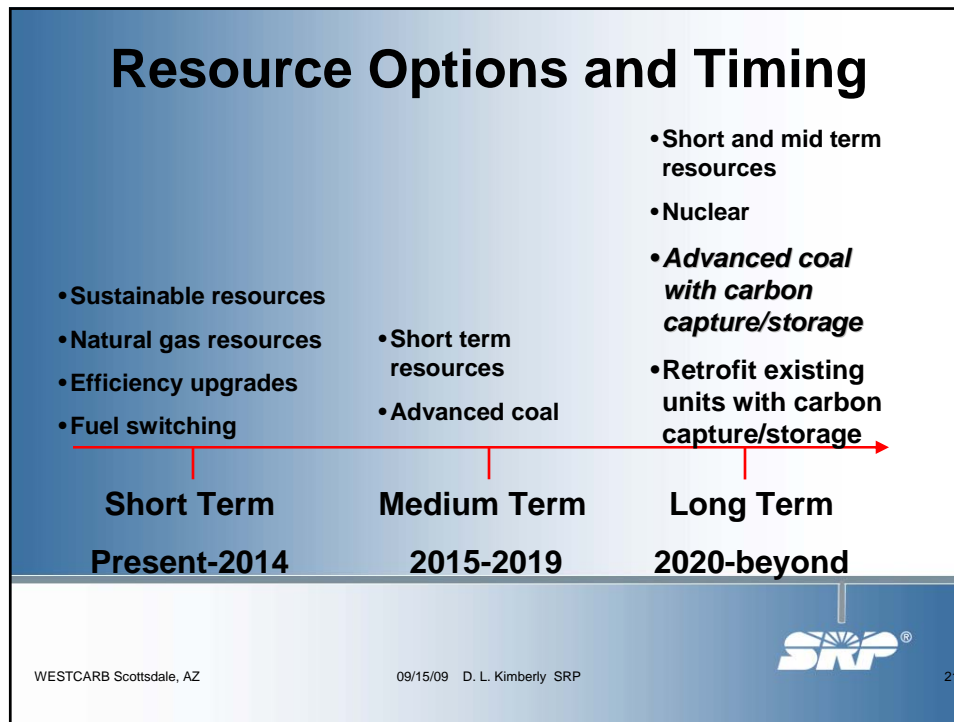 Resource Options and Timing
•Sustainable resources
•Natural gas resources
•Efficiency upgrades
•Fuel switching
•Short term
resources
•Advanced coal
•Short and mid term
resources
•Nuclear
•Advanced coal
with carbon
capture/storage
•Retrofit existing
units with carbon
capture/storage
Short Term
Medium Term
Long Term
Present-2014
2015-2019
2020-beyond
SRP®
WESTCARB Scottsdale, AZ
09/15/09 D. L. Kimberly SRP